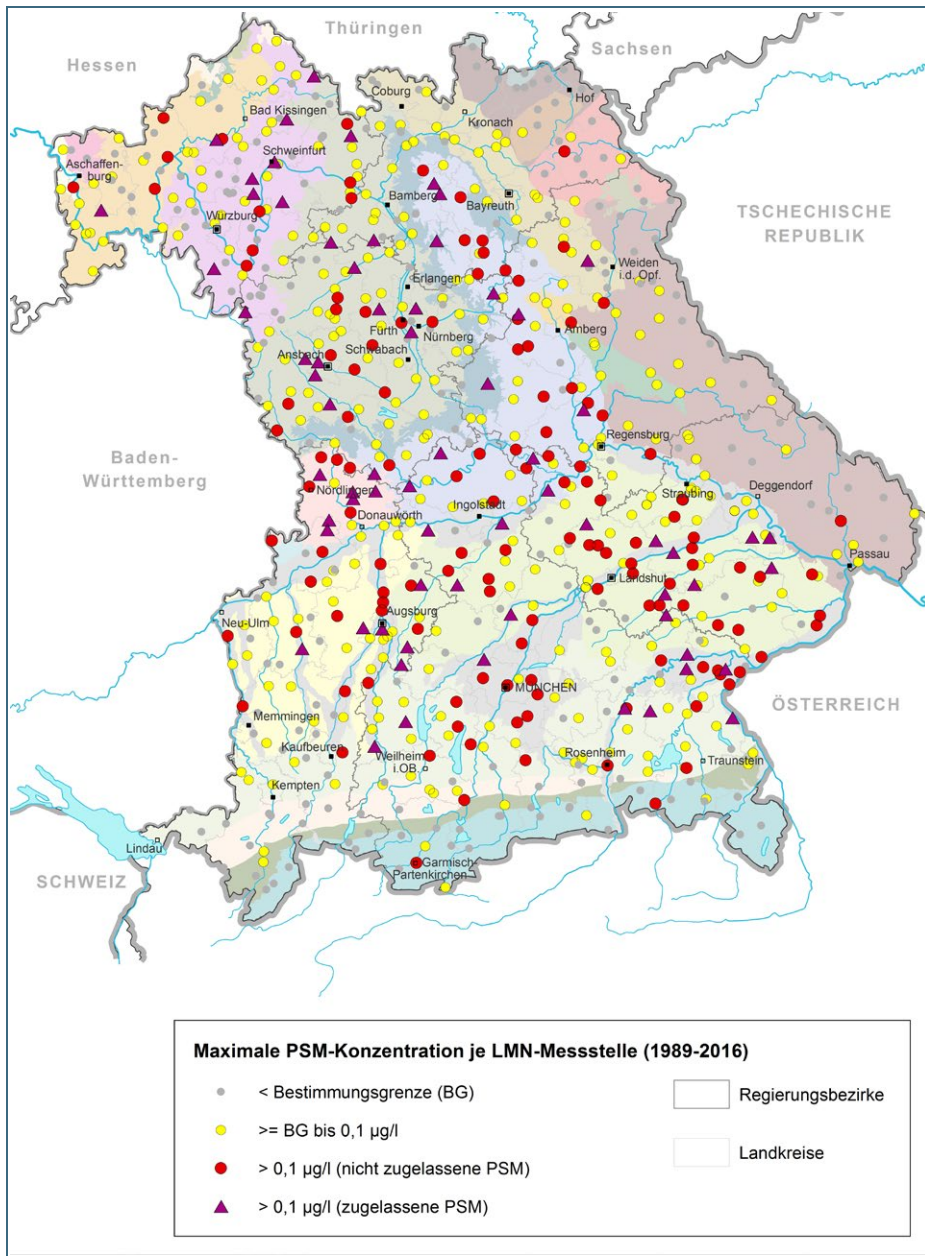 Thüringen
Sachsen
Hessen
Coburg
Hof
Bad Kissingen
Kronach
Schweinfurt
Aschaffen-
burg
Bamberg
Bayreuth
Würzburg
TSCHECHISCHE
REPUBLIK
Weiden
i.d. Opf.
Erlangen
Fürth
Nürnberg
Amberg
Ansbach
Schwabach
Regensburg
Baden-
Württemberg
Nördlingen
Straubing
Deggendorf
Ingolstadt
Donauwörth
Passau
Landshut
Augsburg
Neu-Ulm
MÜNCHEN
ÖSTERREICH
Memmingen
Kaufbeuren
Weilheim
i.OB
Rosenheim
Traunstein
Kempten
Lindau
SCHWEIZ
Garmisch-
Partenkirchen
Maximale PSM-Konzentration je LMN-Messstelle (1989-2016)
< Bestimmungsgrenze (BG)
Regierungsbezirke
>= BG bis 0,1 µg/l
> 0,1 µg/l (nicht zugelassene PSM)
Landkreise
> 0,1 µg/l (zugelassene PSM)